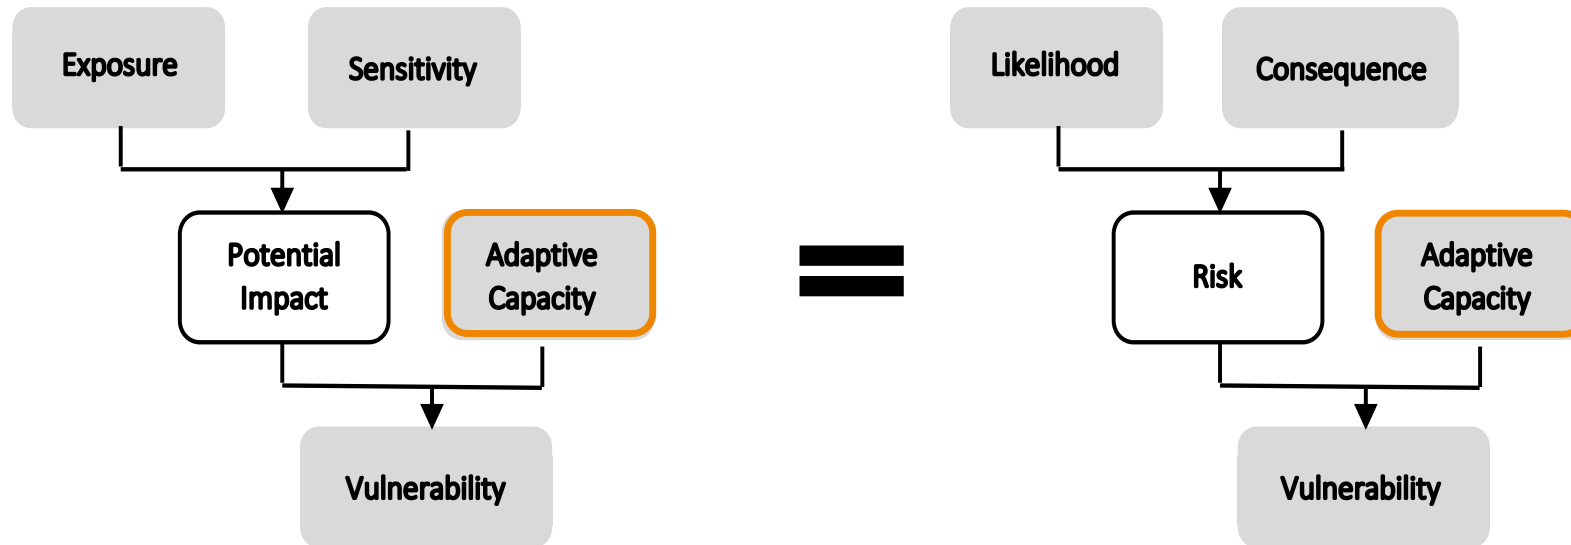 Exposure
Sensitivity
Potential
Impact
Adaptive
Capacity
Vulnerability
=
Likelihood
Consequence
Risk
Adaptive
Capacity
Vulnerability